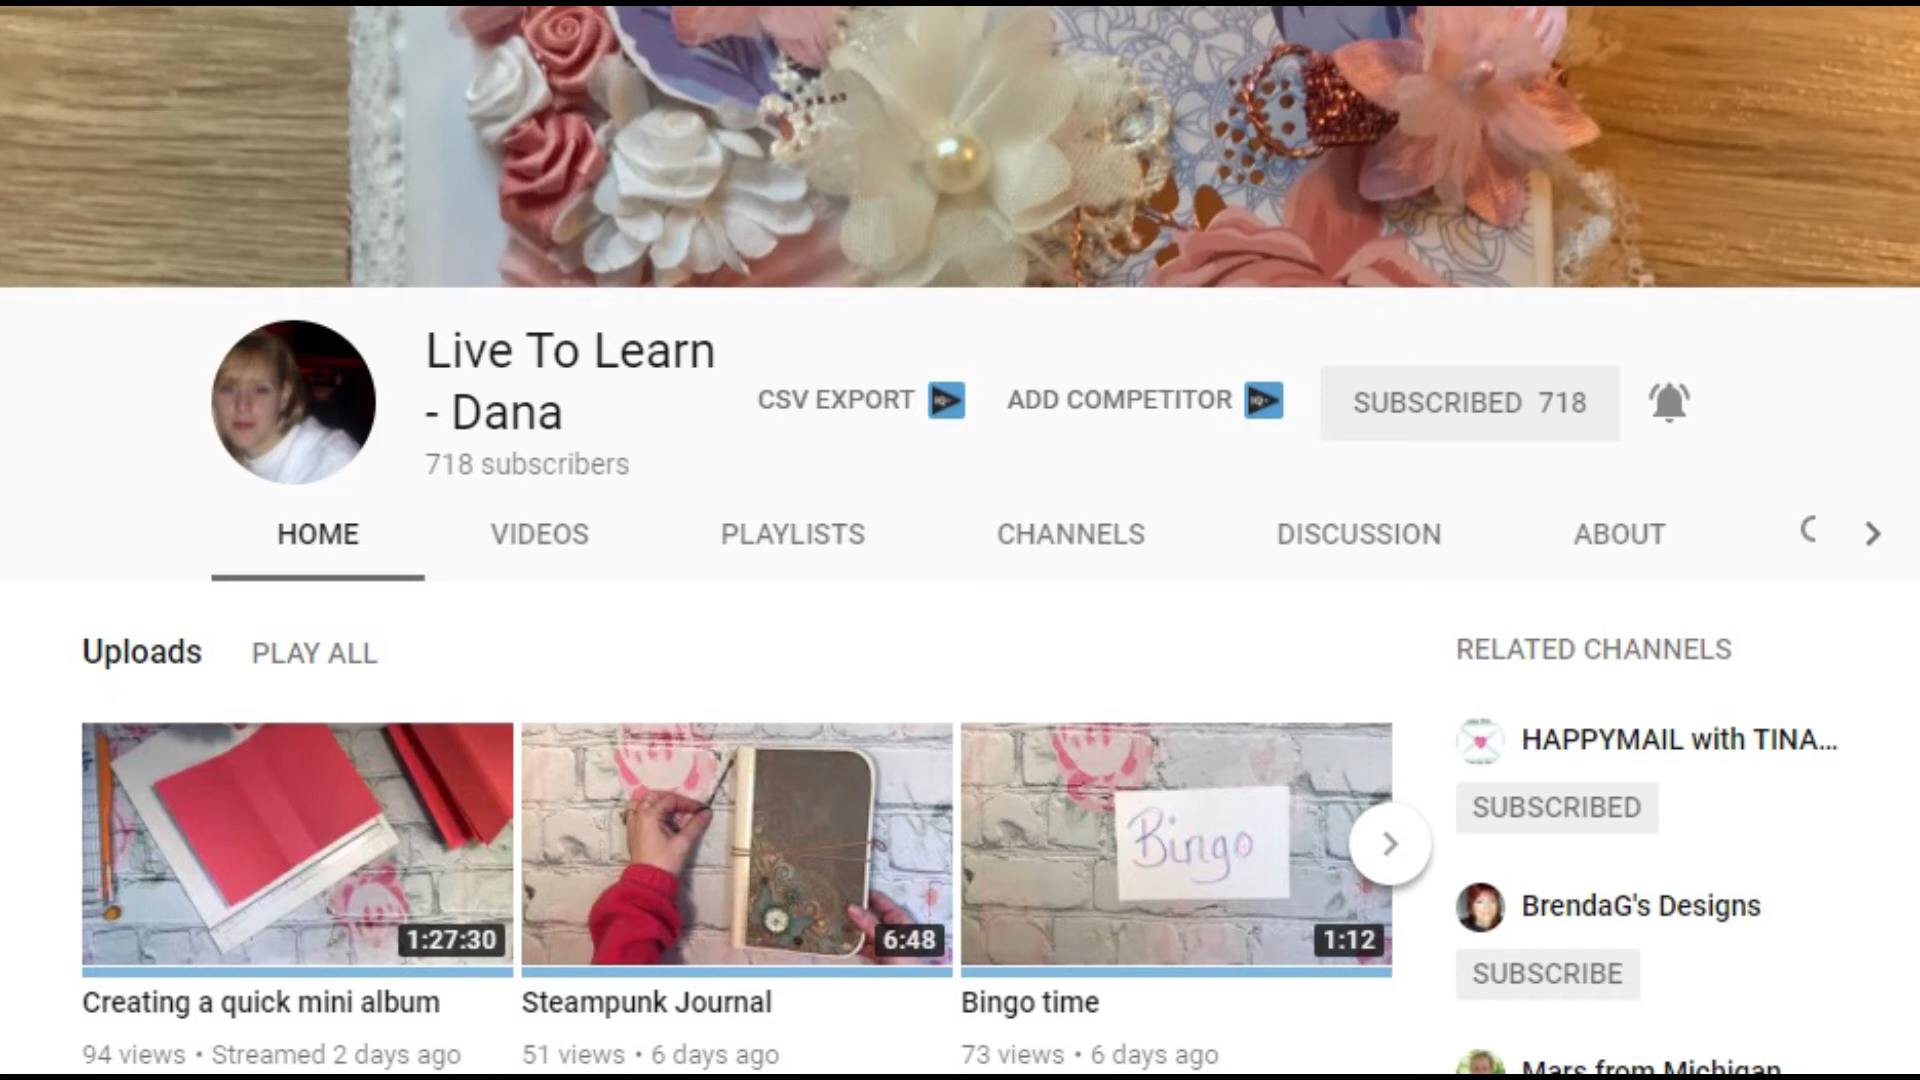 Live To Learn
- Dana
718 subscribers
CSV EXPORT
ADD COMPETITOR
SUBSCRIBED 718
HOME
VIDEOS
PLAYLISTS
CHANNELS
DISCUSSION
ABOUT
Uploads
PLAY ALL
RELATED CHANNELS
Bingo
1:27:30
6:48
1:12
Creating a quick mini album
94 views • Streamed 2 days ago
Steampunk Journal
51 views • 6 days ago
Bingo time
73 views • 6 days ago
HAPPYMAIL with TINA...
SUBSCRIBED
BrendaG's Designs
SUBSCRIBE
Mars from Michigan